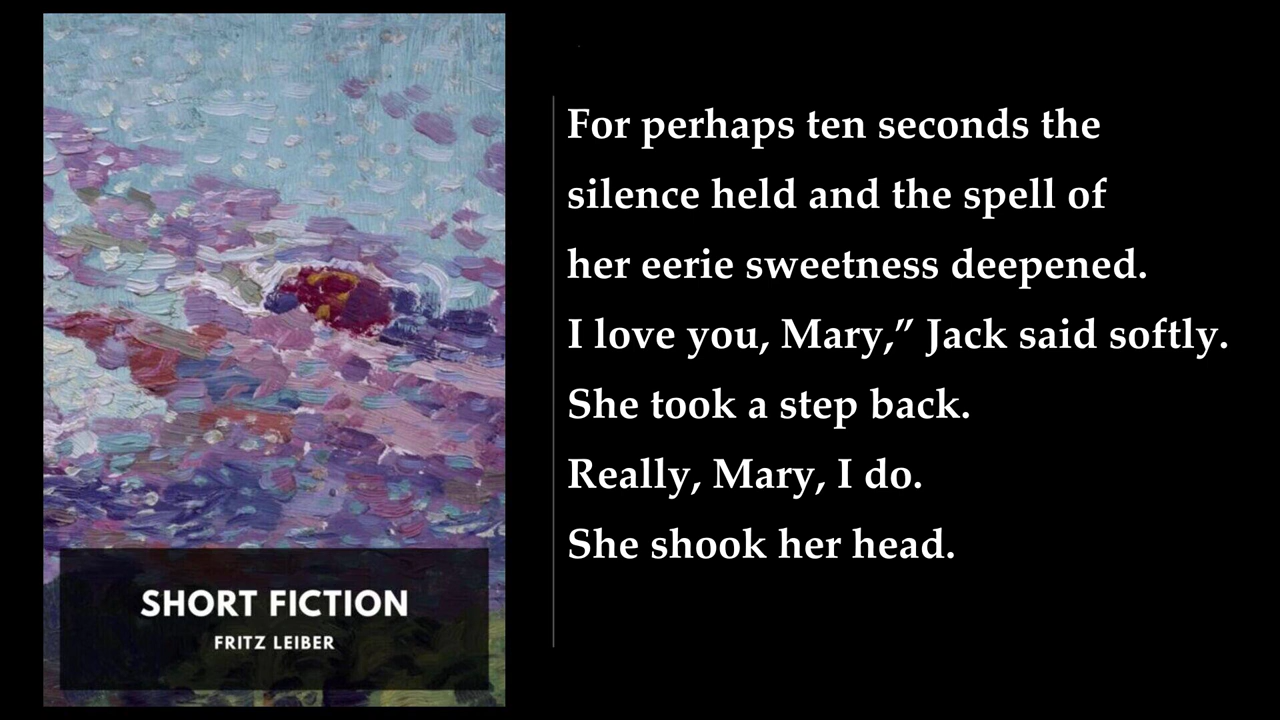 SHORT FICTION
FRITZ LEIBER
For perhaps ten seconds the
silence held and the spell of
her eerie sweetness deepened.
I love you, Mary,” Jack said softly.
She took a step back.
Really, Mary, I do.
She shook her head.